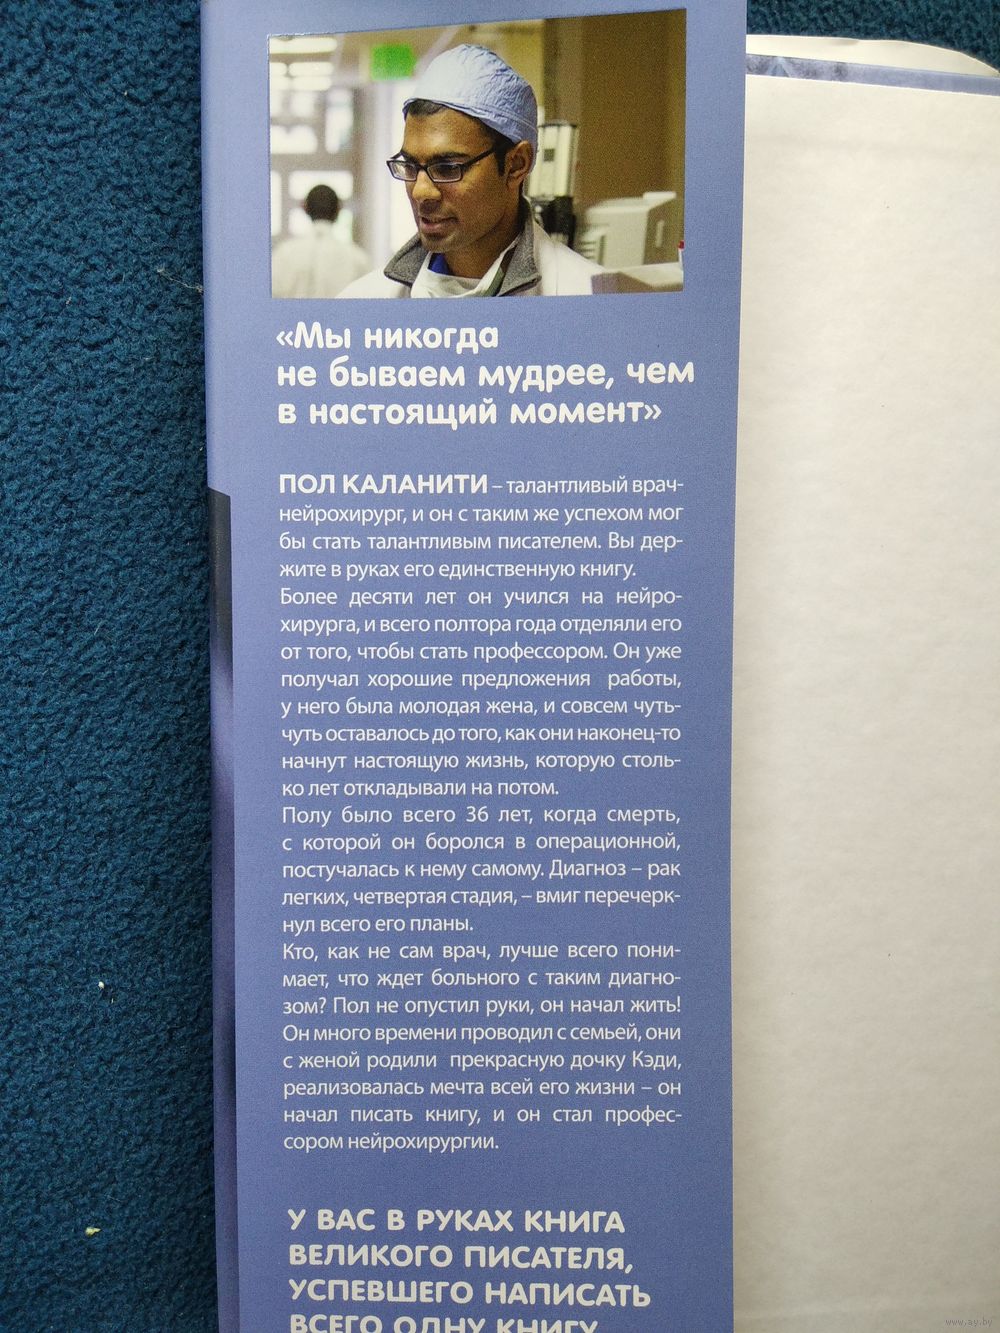 «Мы никогда
не бываем мудрее, чем
в настоящий момент»
ПОЛ КАЛАНИТИ – талантливый врач-
нейрохирург, и он с таким же успехом мог
бы стать талантливым писателем. Вы дер-
жите в руках его единственную книгу.
Более десяти лет он учился на нейро-
хирурга, и всего полтора года отделяли его
от того, чтобы стать профессором. Он уже
получал хорошие предложения работы,
у него была молодая жена, и совсем чуть-
чуть оставалось до того, как они наконец-то
начнут настоящую жизнь, которую столь-
ко лет откладывали на потом.
Полу было всего 36 лет, когда смерть,
с которой он боролся в операционной,
постучалась к нему самому. Диагноз – рак
легких, четвертая стадия, – вмиг перечерк-
нул всего его планы.
Кто, как не сам врач, лучше всего пони-
мает, что ждет больного с таким диагно-
зом? Пол не опустил руки, он начал жить!
Он много времени проводил с семьей, они
с женой родили прекрасную дочку Кэди,
реализовалась мечта всей его жизни – он
начал писать книгу, и он стал профес-
сором нейрохирургии.
У ВАС В РУКАХ КНИГА
ВЕЛИКОГО ПИСАТЕЛЯ,
УСПЕВШЕГО НАПИСАТЬ
ВСЕГО ОДНУ КНИГУ
www.ay.by